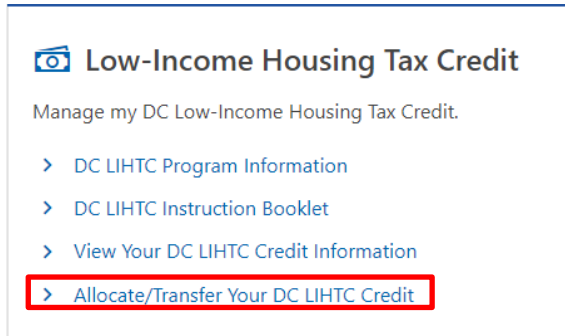 Low-Income Housing Tax Credit
Manage my DC Low-Income Housing Tax Credit.
DC LIHTC Program Information
DC LIHTC Instruction Booklet
View Your DC LIHTC Credit Information
Allocate/Transfer Your DC LIHTC Credit